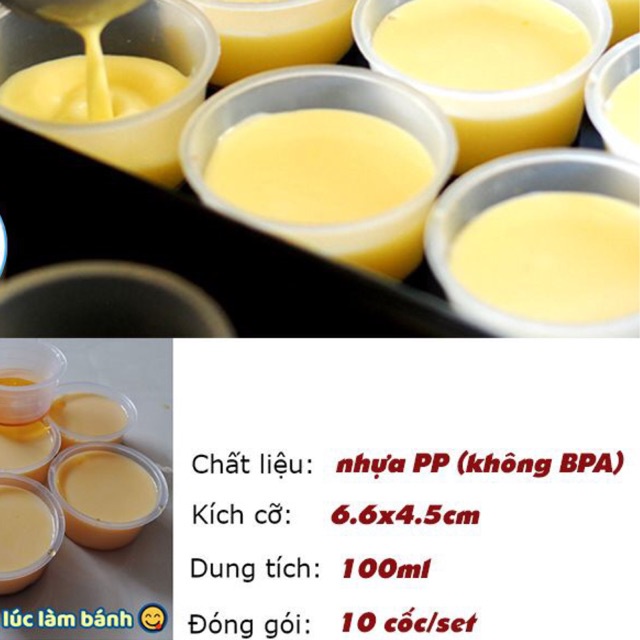 Chất liệu: nhựa PP (không BPA)
Kích cỡ: 6.6x4.5cm
Dung tích: 100ml
Đóng gói: 10 cốc/set
lúc làm bánh